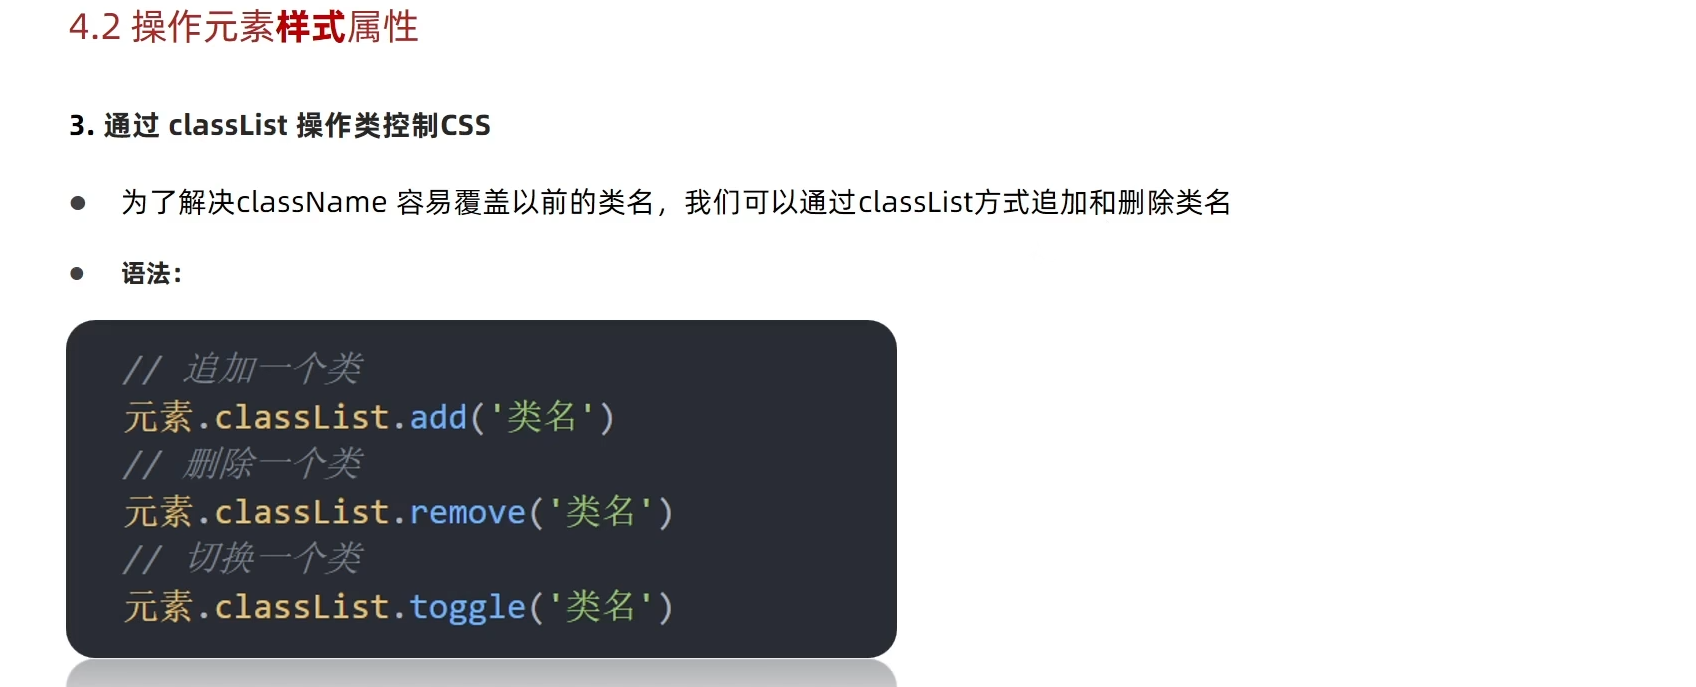 4.2 操作元素样式属性
3. 通过 classList 操作类控制CSS
● 为了解决className 容易覆盖以前的类名，我们可以通过classList方式追加和删除类名
● 语法：
// 追加一个类
元素.classList.add('类名')
// 删除一个类
元素.classList.remove('类名')
// 切换一个类
元素.classList.toggle('类名')